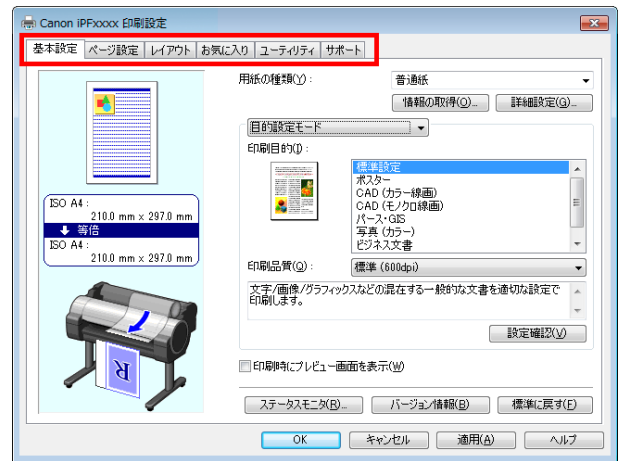 Canon iPFxxxx 印刷設定
基本設定 ページ設定 レイアウト お気に入り ユーティリティ サポート
用紙の種類(Y)： 普通紙
情報の取得(O)... 詳細設定(G)...
目的設定モード
印刷目的(I)：
標準設定
ポスター
CAD (カラー線画)
CAD (モノクロ線画)
パース・GIS
写真 (カラー)
ビジネス文書
ISO A4 :
210.0 mm x 297.0 mm
等倍
ISO A4 :
210.0 mm x 297.0 mm
印刷品質(Q)： 標準 (600dpi)
文字/画像/グラフィックスなどの混在する一般的な文書を適切な設定で
印刷します。
設定確認(V)
R
印刷時にプレビュー画面を表示(W)
ステータスモニタ(R)... バージョン情報(B) 標準に戻す(F)
OK キャンセル 適用(A) ヘルプ